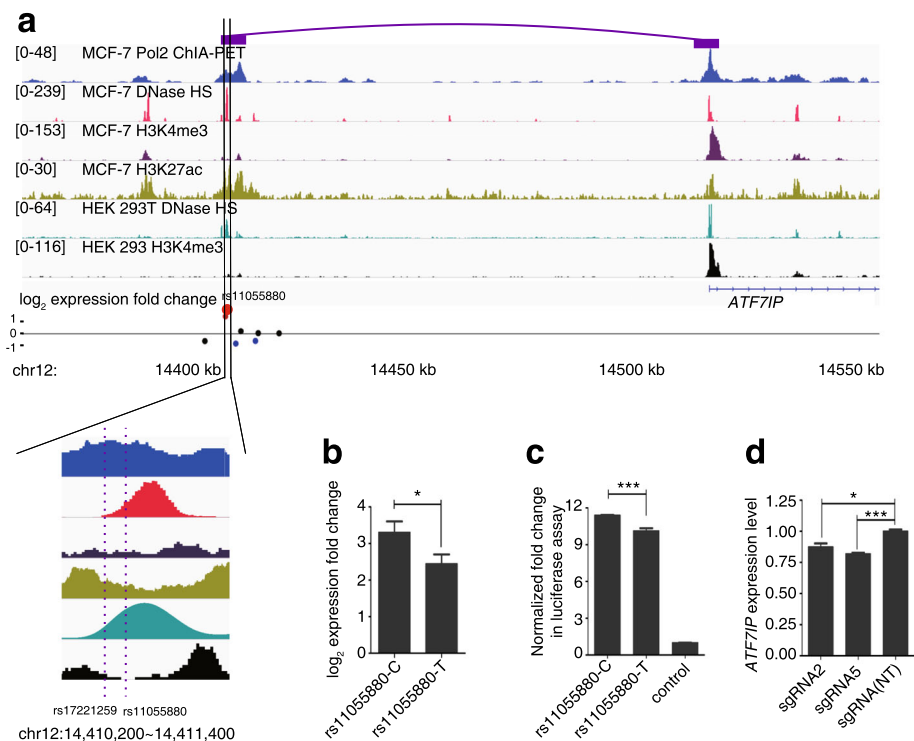 a
[0-48] MCF-7 Pol2 ChIA-PET
[0-239] MCF-7 DNase HS
[0-153] MCF-7 H3K4me3
[0-30] MCF-7 H3K27ac
[0-64] HEK 293T DNase HS
[0-116] HEK 293 H3K4me3
log2 expression fold change rs11055880
ATF7IP
1
0
-1
chr12: 14400 kb 14450 kb 14500 kb 14550 kb
rs17221259 rs11055880
chr12:14,410,200~14,411,400
b
log2 expression fold change
4
3
2
1
0
*
rs11055880-C
rs11055880-T
c
Normalized fold change
in luciferase assay
12
9
6
3
0
***
rs11055880-C
rs11055880-T
control
d
ATF7IP expression level
1.25
1.00
0.75
0.50
0.25
0.00
*
***
sgRNA2
sgRNA5
sgRNA(NT)